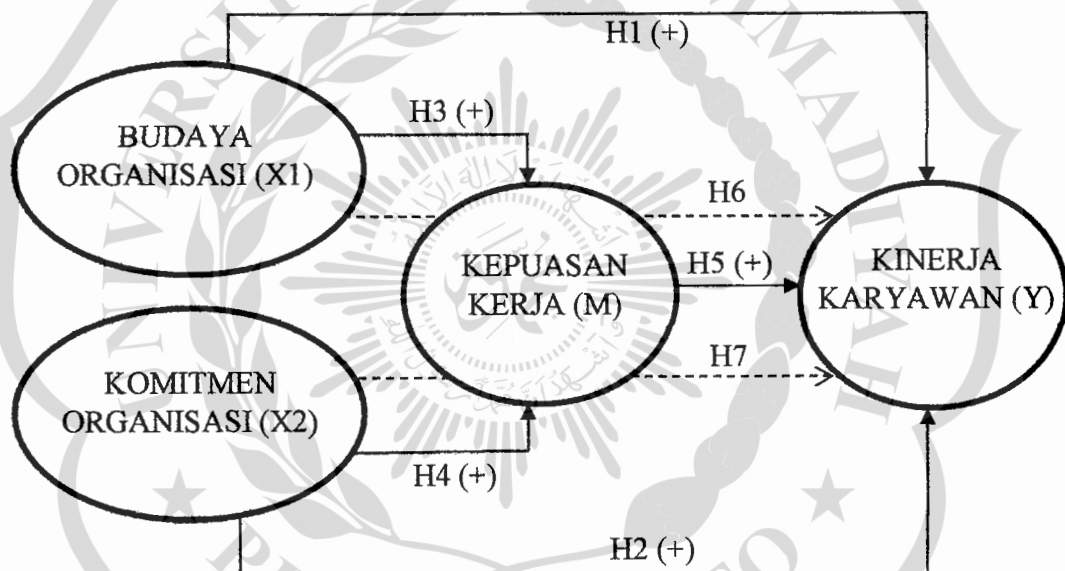 H1 (+)
BUDAYA
ORGANISASI (X1)
H3 (+)
H6
KEPUASAN
KERJA (M)
H5 (+)
KINERJA
KARYAWAN (Y)
H7
KOMITMEN
ORGANISASI (X2)
H4 (+)
H2 (+)